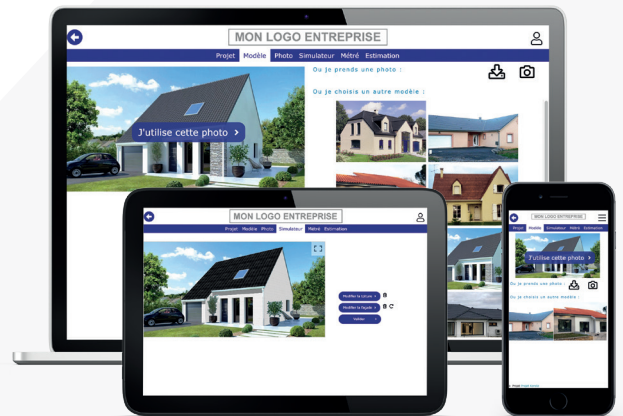 MON LOGO ENTREPRISE
Projet Modèle Photo Simulateur Métré Estimation
Ou je prends une photo :
Ou je choisis un autre modèle :
J'utilise cette photo >
MON LOGO ENTREPRISE
Projet Modèle Photo Simulateur Métré Estimation
Modifier la toiture >
Modifier la façade >
Valider >
MON LOGO ENTREPRISE
Projet Modèle Simulateur Métré Estimation
J'utilise cette photo >
Ou je prends une photo :
Ou je choisis un autre modèle :